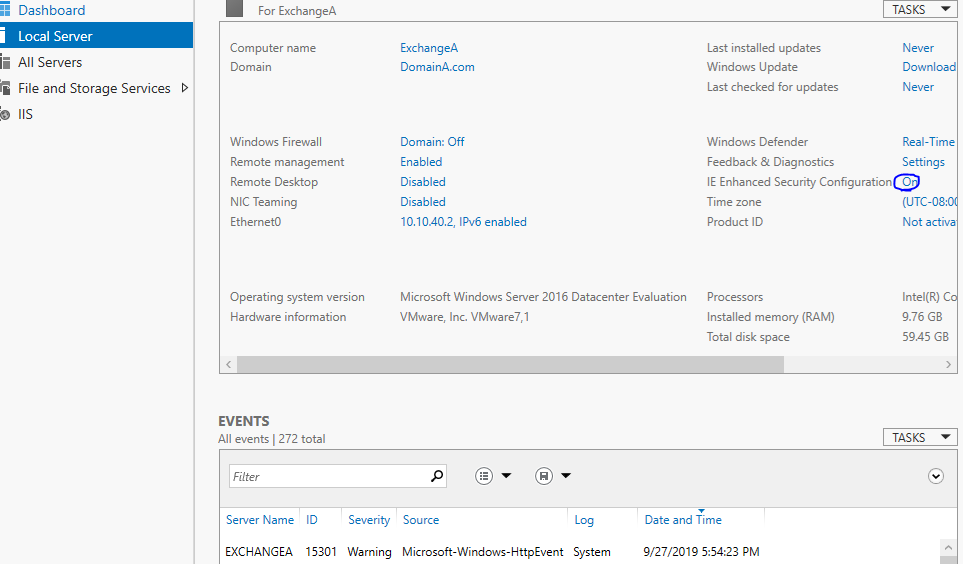 Dashboard
For ExchangeA
TASKS
Local Server
All Servers
File and Storage Services
IIS
Computer name ExchangeA Last installed updates Never
Domain DomainA.com Windows Update Download
Last checked for updates Never
Windows Firewall Domain: Off Windows Defender Real-Time
Remote management Enabled Feedback & Diagnostics Settings
Remote Desktop Disabled IE Enhanced Security Configuration On
NIC Teaming Disabled Time zone (UTC-08:00
Ethernet0 10.10.40.2, IPv6 enabled Product ID Not activa
Operating system version Microsoft Windows Server 2016 Datacenter Evaluation Processors Intel(R) Co
Hardware information VMware, Inc. VMware7,1 Installed memory (RAM) 9.76 GB
Total disk space 59.45 GB
EVENTS
All events | 272 total
TASKS
Filter
Server Name ID Severity Source Log Date and Time
EXCHANGEA 15301 Warning Microsoft-Windows-HttpEvent System 9/27/2019 5:54:23 PM